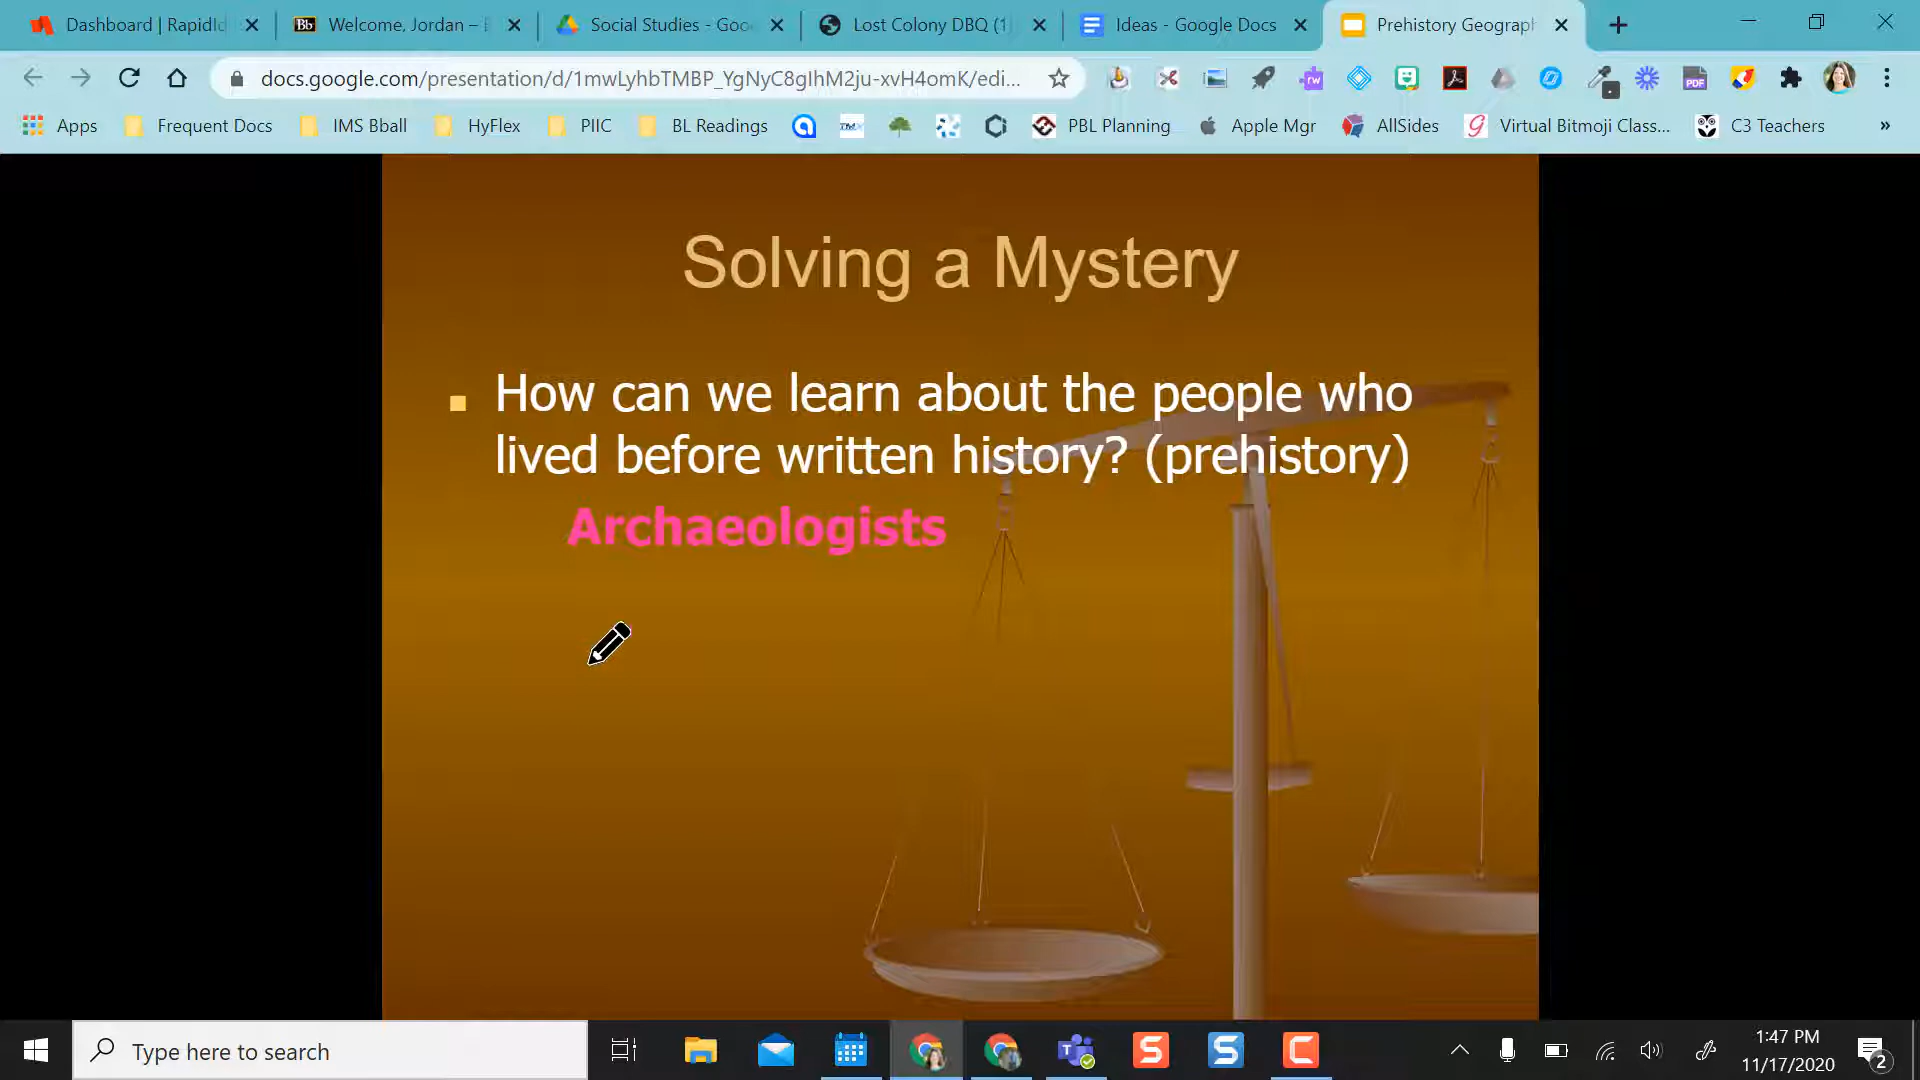 Dashboard | RapidId
Welcome, Jordan –
Social Studies - Goo
Lost Colony DBQ (1)
Ideas - Google Docs
Prehistory Geograph
docs.google.com/presentation/d/1mwLyhbTMBP_YgNyC8gIhM2ju-xvH4omK/edi...
Apps
Frequent Docs
IMS Bball
HyFlex
PIIC
BL Readings
PBL Planning
Apple Mgr
AllSides
Virtual Bitmoji Class...
C3 Teachers
»
Solving a Mystery
How can we learn about the people who
lived before written history? (prehistory)
Archaeologists
Type here to search
1:47 PM
11/17/2020
2